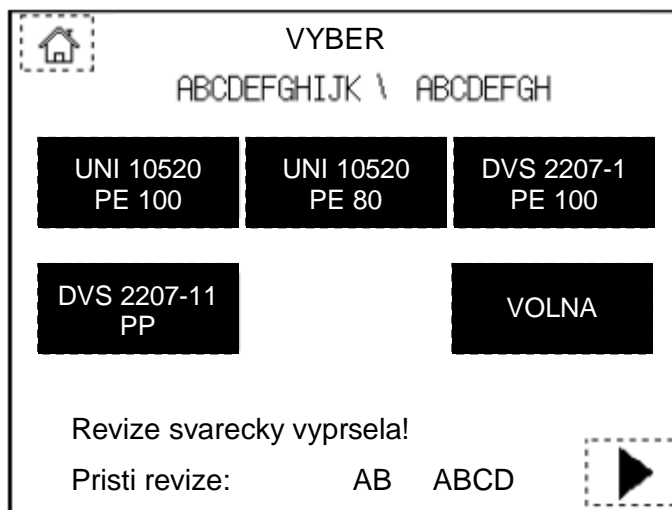 VYBER
ABCDEFGHIJK \ ABCDEFGH
UNI 10520
PE 100
UNI 10520
PE 80
DVS 2207-1
PE 100
DVS 2207-11
PP
VOLNA
Revize svarecky vyprsela!
Pristi revize: AB ABCD